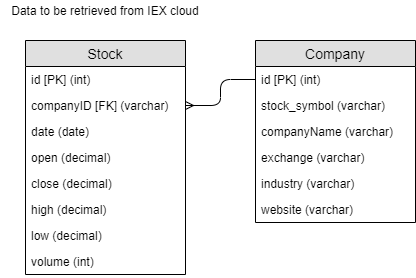 Data to be retrieved from IEX cloud
Stock
id [PK] (int)
companyID [FK] (varchar)
date (date)
open (decimal)
close (decimal)
high (decimal)
low (decimal)
volume (int)
Company
id [PK] (int)
stock_symbol (varchar)
companyName (varchar)
exchange (varchar)
industry (varchar)
website (varchar)